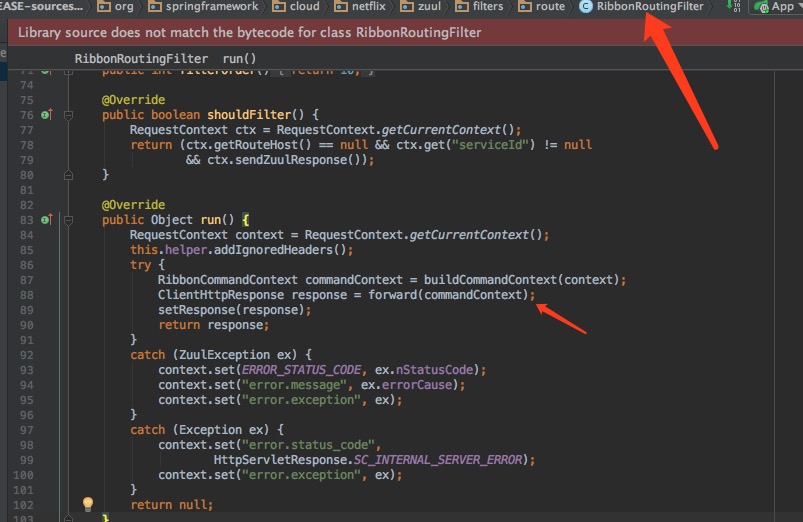 EASE-sources... org springframework cloud netflix zuul filters route RibbonRoutingFilter App
Library source does not match the bytecode for class RibbonRoutingFilter
RibbonRoutingFilter run()
71 public int filterOrder() { return 10; }
74
75 @Override
76 public boolean shouldFilter() {
77 RequestContext ctx = RequestContext.getCurrentContext();
78 return (ctx.getRouteHost() == null && ctx.get("serviceId") != null
79 && ctx.sendZuulResponse());
80 }
81
82 @Override
83 public Object run() {
84 RequestContext context = RequestContext.getCurrentContext();
85 this.helper.addIgnoredHeaders();
86 try {
87 RibbonCommandContext commandContext = buildCommandContext(context);
88 ClientHttpResponse response = forward(commandContext);
89 setResponse(response);
90 return response;
91 }
92 catch (ZuulException ex) {
93 context.set(ERROR_STATUS_CODE, ex.nStatusCode);
94 context.set("error.message", ex.errorCause);
95 context.set("error.exception", ex);
96 }
97 catch (Exception ex) {
98 context.set("error.status_code",
99 HttpServletResponse.SC_INTERNAL_SERVER_ERROR);
100 context.set("error.exception", ex);
101 }
102 return null;
103 }